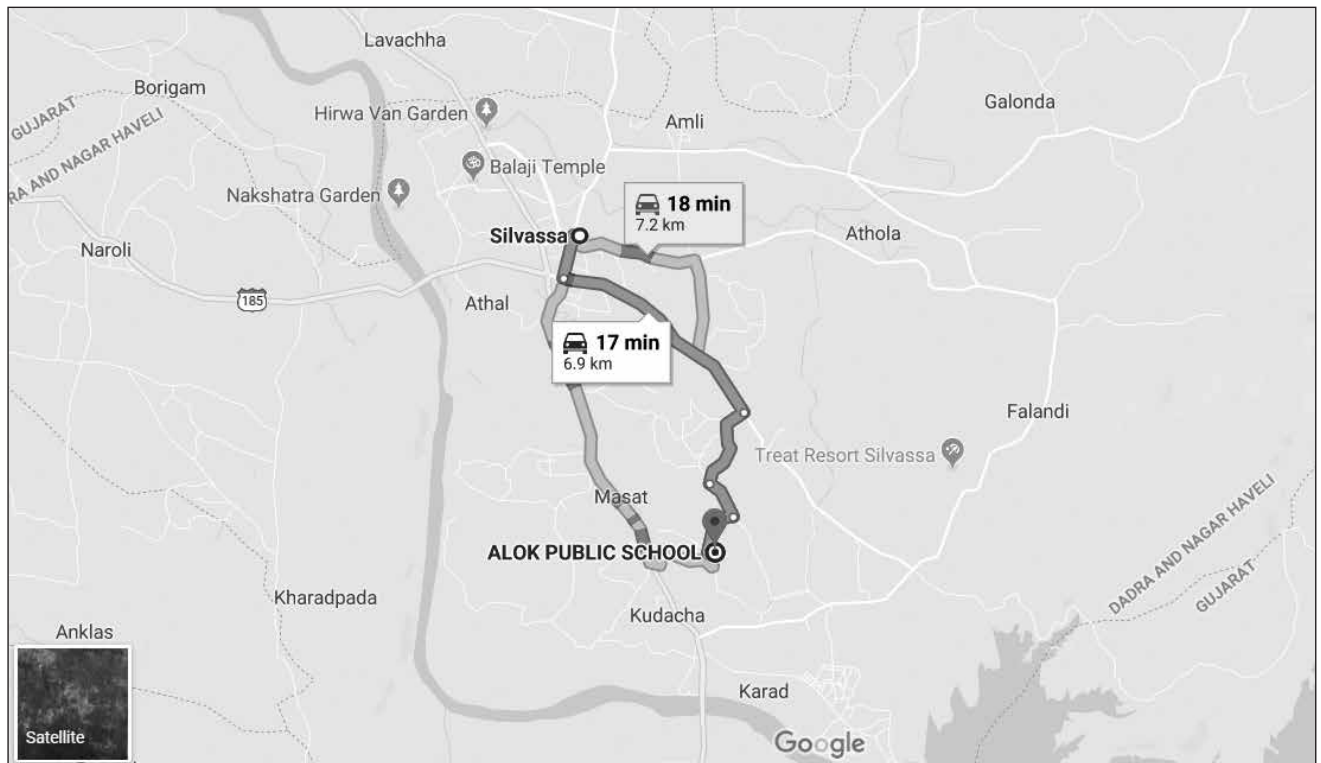 Lavachha
Borigam
Galonda
GUJARAT
Hirwa Van Garden
Amli
RA AND NAGAR HAVELI
Balaji Temple
Nakshatra Garden
18 min
7.2 km
Silvassa
Athola
Naroli
185
Athal
17 min
6.9 km
Falandi
Treat Resort Silvassa
Masat
DADRA AND NAGAR HAVELI
ALOK PUBLIC SCHOOL
GUJARAT
Kharadpada
Kudacha
Anklas
Karad
Satellite
Google